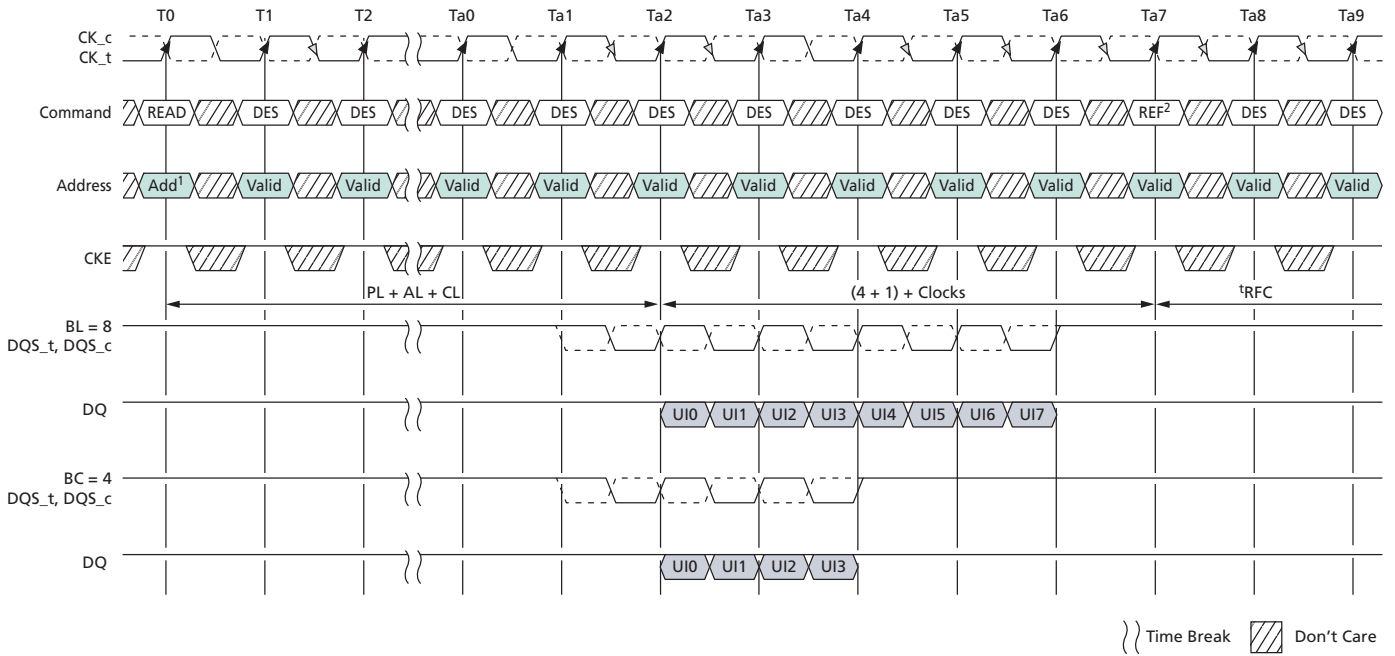 T0 T1 T2 Ta0 Ta1 Ta2 Ta3 Ta4 Ta5 Ta6 Ta7 Ta8 Ta9
CK_c
CK_t
Command READ DES DES DES DES DES DES DES DES DES REF² DES DES
Address Add¹ Valid Valid Valid Valid Valid Valid Valid Valid Valid Valid Valid Valid
CKE
PL + AL + CL (4 + 1) + Clocks ᵗRFC
BL = 8
DQS_t, DQS_c
DQ UI0 UI1 UI2 UI3 UI4 UI5 UI6 UI7
BC = 4
DQS_t, DQS_c
DQ UI0 UI1 UI2 UI3
Time Break Don't Care